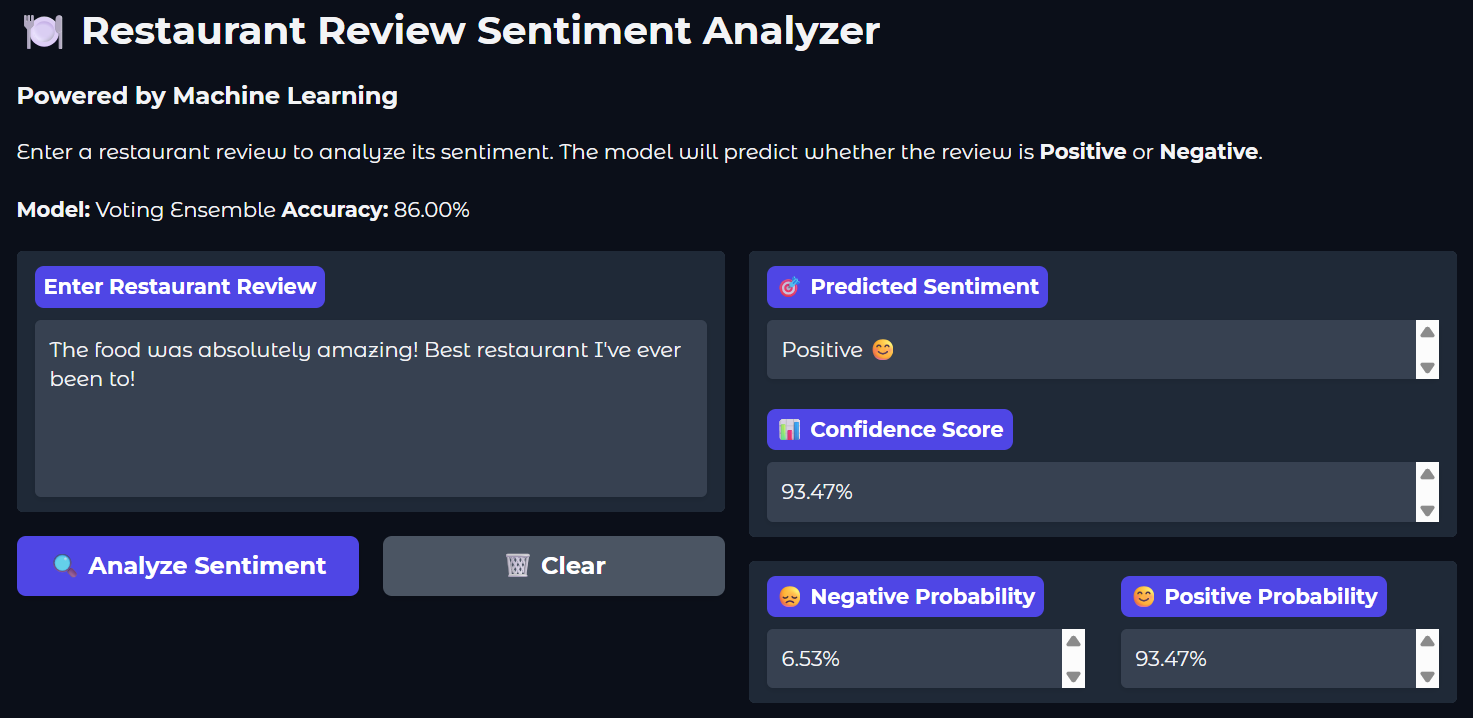 Restaurant Review Sentiment Analyzer
Powered by Machine Learning
Enter a restaurant review to analyze its sentiment. The model will predict whether the review is Positive or Negative.
Model: Voting Ensemble Accuracy: 86.00%
Enter Restaurant Review
The food was absolutely amazing! Best restaurant I've ever
been to!
Analyze Sentiment
Clear
Predicted Sentiment
Positive 😊
Confidence Score
93.47%
Negative Probability
6.53%
Positive Probability
93.47%